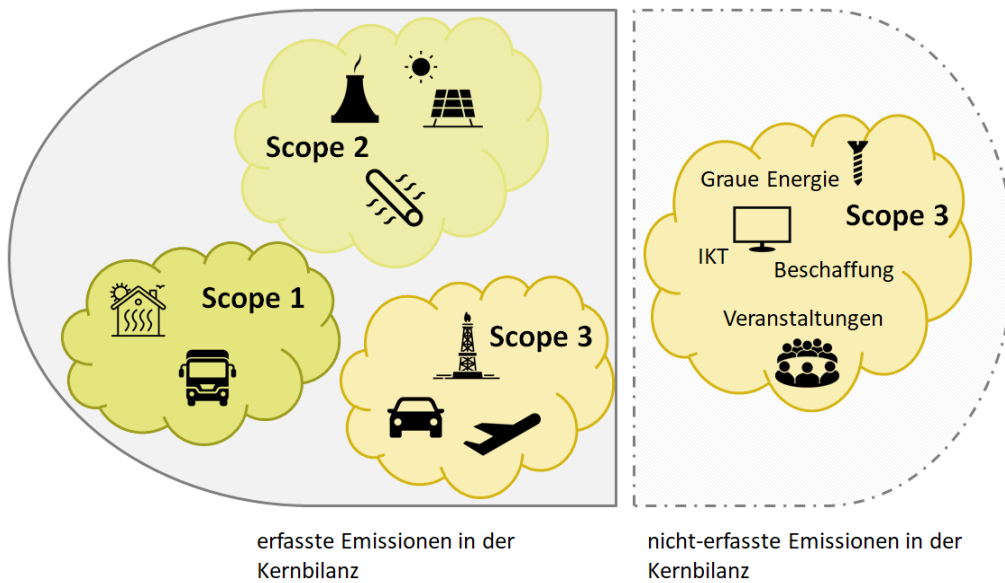 Scope 2
Scope 1
Scope 3
Graue Energie
Scope 3
IKT
Beschaffung
Veranstaltungen
erfasste Emissionen in der
Kernbilanz
nicht-erfasste Emissionen in der
Kernbilanz